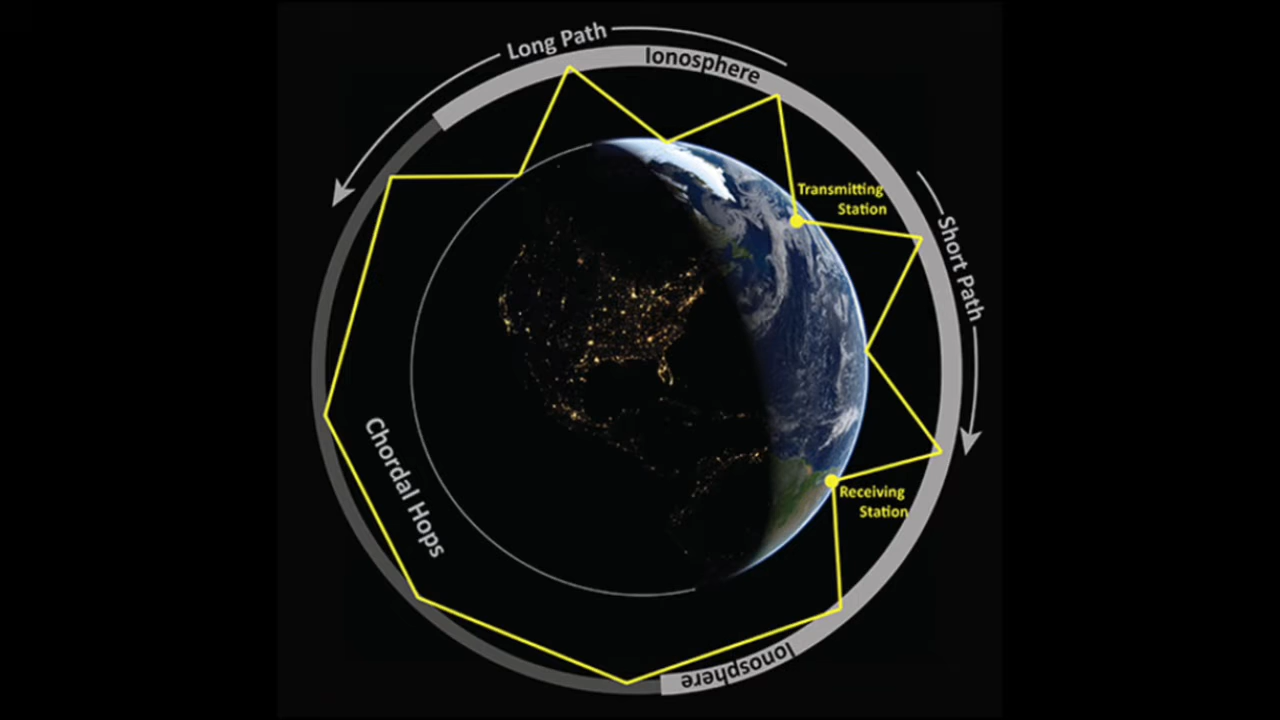 Long Path
Ionosphere
Transmitting
Station
Short Path
Chordal Hops
Receiving
Station
Ionosphere